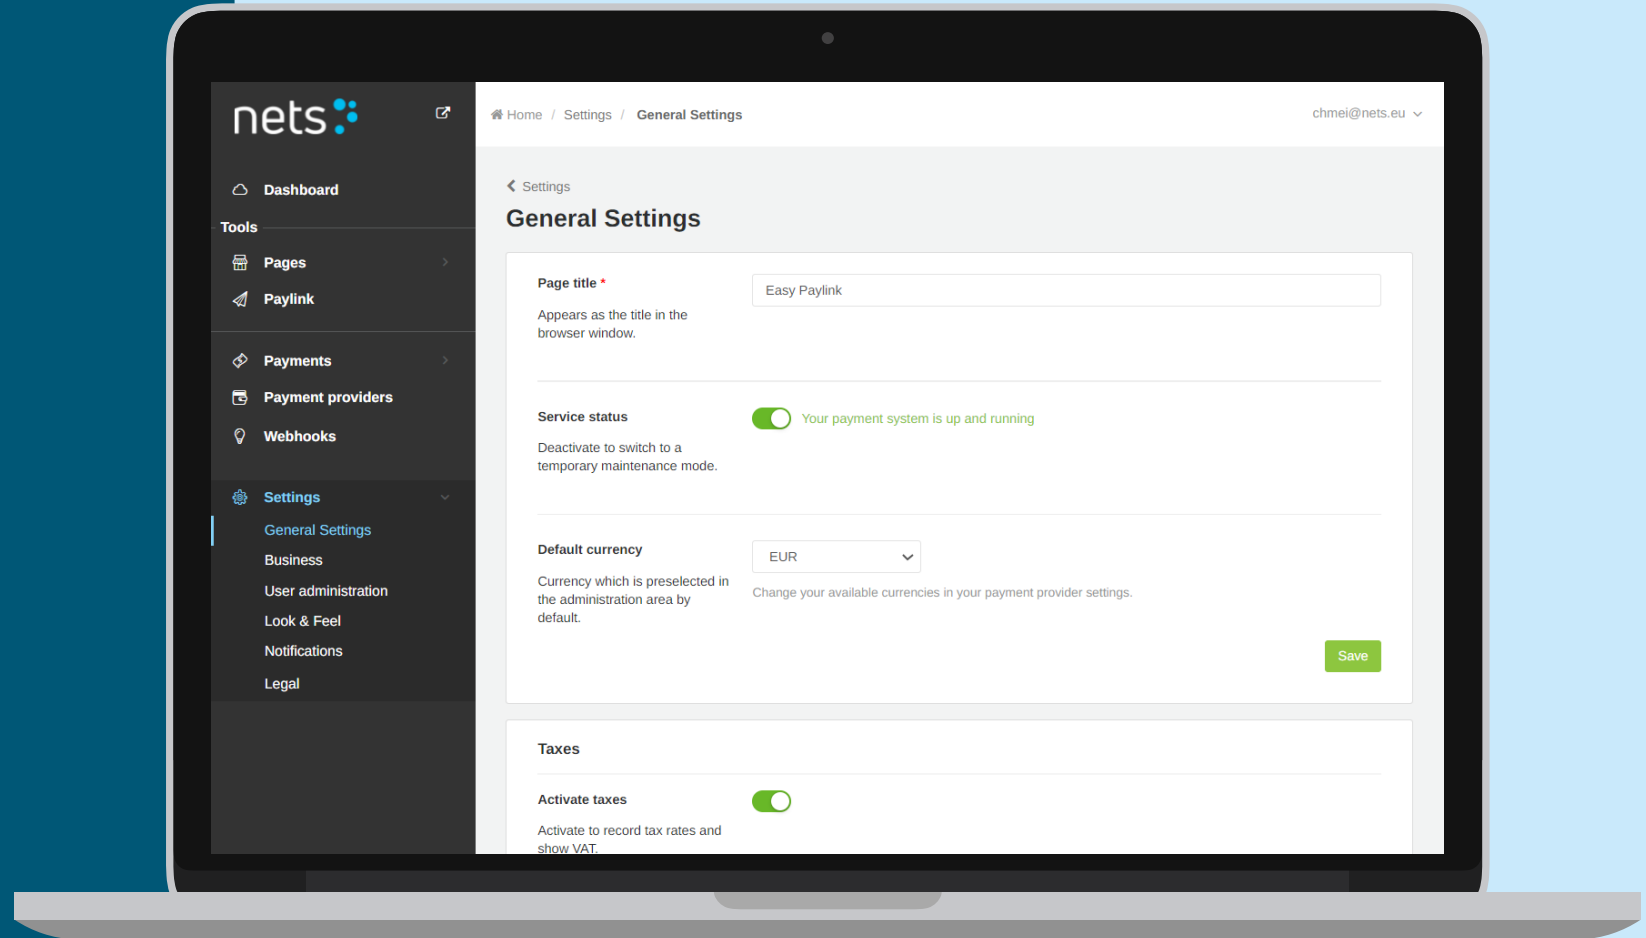 nets
Dashboard
Tools
Pages
Paylink
Payments
Payment providers
Webhooks
Settings
General Settings
Business
User administration
Look & Feel
Notifications
Legal
Home / Settings / General Settings
chmei@nets.eu
Settings
General Settings
Page title *
Easy Paylink
Appears as the title in the
browser window.
Service status
Your payment system is up and running
Deactivate to switch to a
temporary maintenance mode.
Default currency
EUR
Currency which is preselected in
the administration area by
default.
Change your available currencies in your payment provider settings.
Save
Taxes
Activate taxes
Activate to record tax rates and
show VAT.